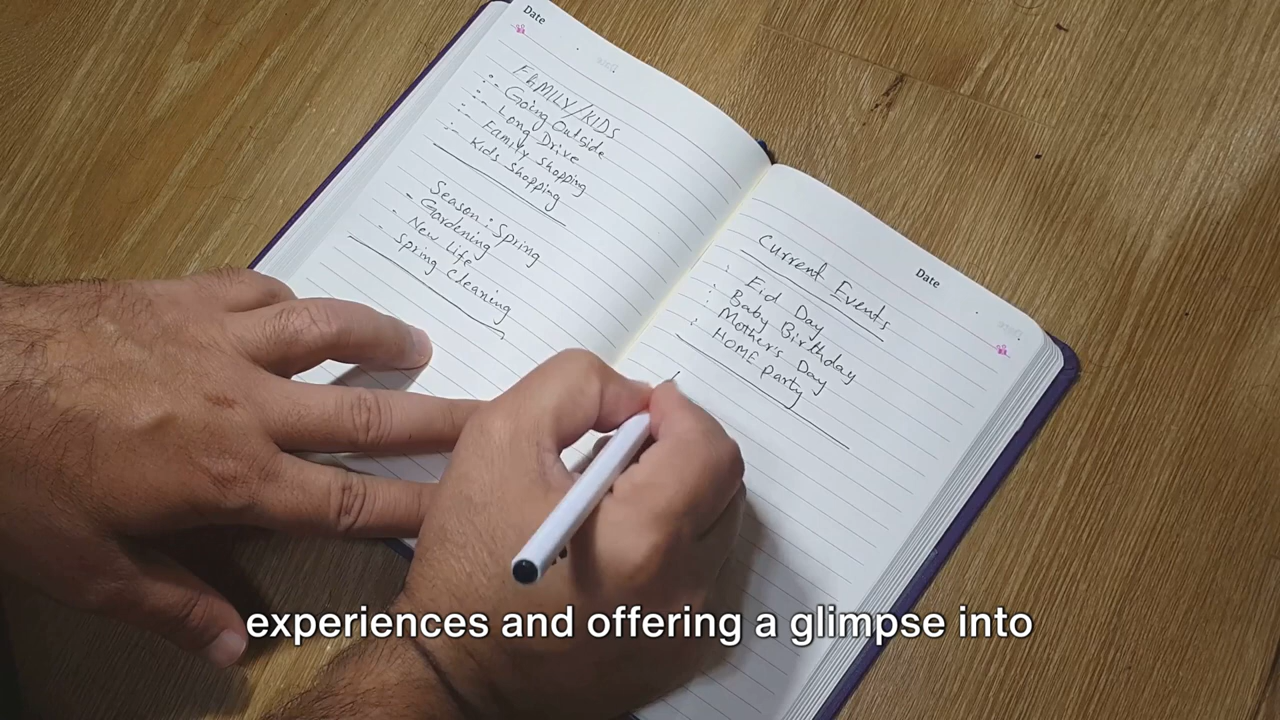 Date
FAMILY/KIDS
:- Going Outside
:- Long Drive
:- Family Shopping
:- Kids Shopping
Season: Spring
- Gardening
- New Life
- Spring Cleaning
Date
Current Events
: Eid Day
: Baby Birthday
: Mother's Day
: HOME party
experiences and offering a glimpse into